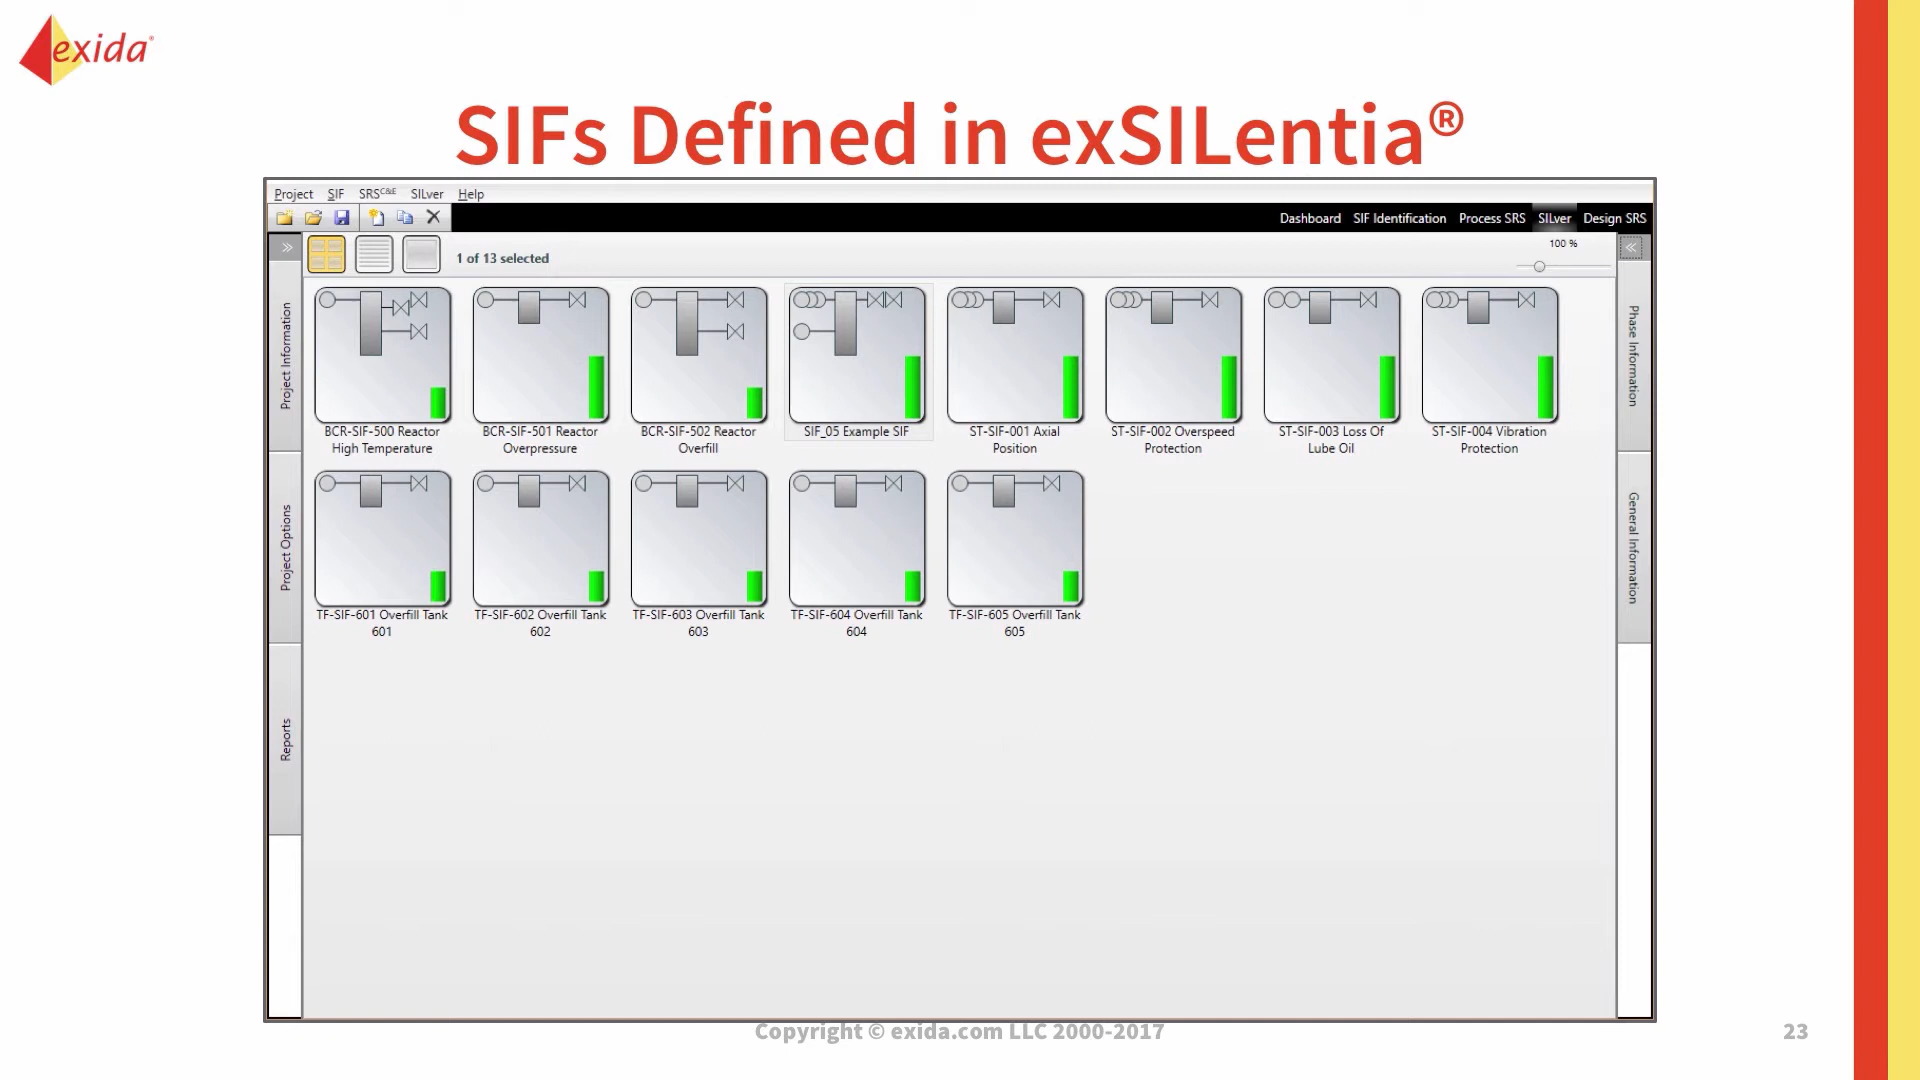 exida®
SIFs Defined in exSILentia®
Project SIF SRSC&E SILver Help
Dashboard SIF Identification Process SRS SILver Design SRS
1 of 13 selected
100 %
Project Information
Project Options
Reports
BCR-SIF-500 Reactor
High Temperature
BCR-SIF-501 Reactor
Overpressure
BCR-SIF-502 Reactor
Overfill
SIF_05 Example SIF
ST-SIF-001 Axial
Position
ST-SIF-002 Overspeed
Protection
ST-SIF-003 Loss Of
Lube Oil
ST-SIF-004 Vibration
Protection
TF-SIF-601 Overfill Tank
601
TF-SIF-602 Overfill Tank
602
TF-SIF-603 Overfill Tank
603
TF-SIF-604 Overfill Tank
604
TF-SIF-605 Overfill Tank
605
Phase Information
General Information
Copyright © exida.com LLC 2000-2017
23